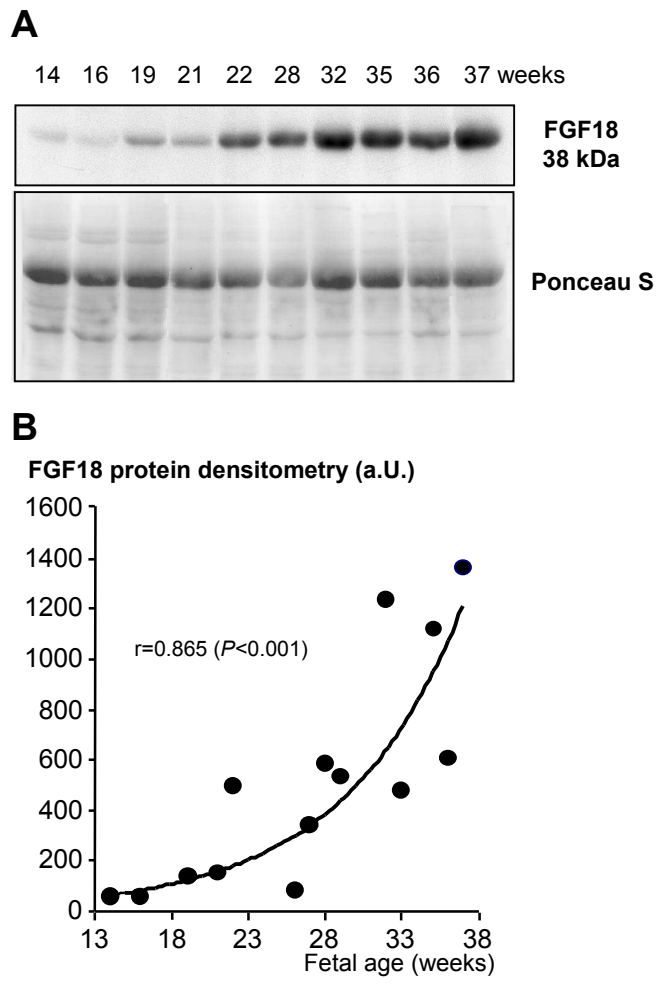 A
14 16 19 21 22 28 32 35 36 37 weeks
FGF18
38 kDa
Ponceau S
B
FGF18 protein densitometry (a.U.)
1600
1400
1200
1000
800
600
400
200
0
r=0.865 (P<0.001)
13 18 23 28 33 38
Fetal age (weeks)